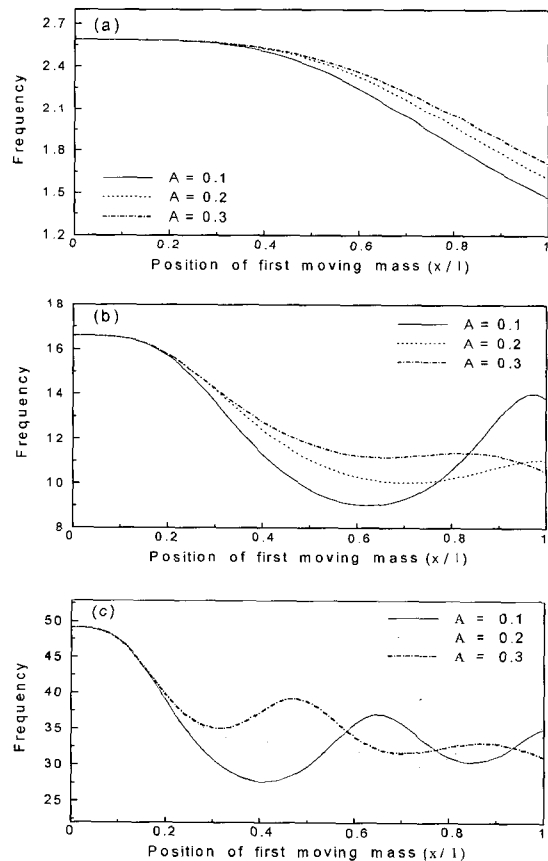 (a)
2.7
2.4
2.1
1.8
1.5
1.2
Frequency
A = 0.1
A = 0.2
A = 0.3
0 0.2 0.4 0.6 0.8 1
Position of first moving mass (x/l)
(b)
18
16
14
12
10
8
Frequency
A = 0.1
A = 0.2
A = 0.3
0 0.2 0.4 0.6 0.8 1
Position of first moving mass (x/l)
(c)
50
45
40
35
30
25
Frequency
A = 0.1
A = 0.2
A = 0.3
0 0.2 0.4 0.6 0.8 1
Position of first moving mass (x/l)